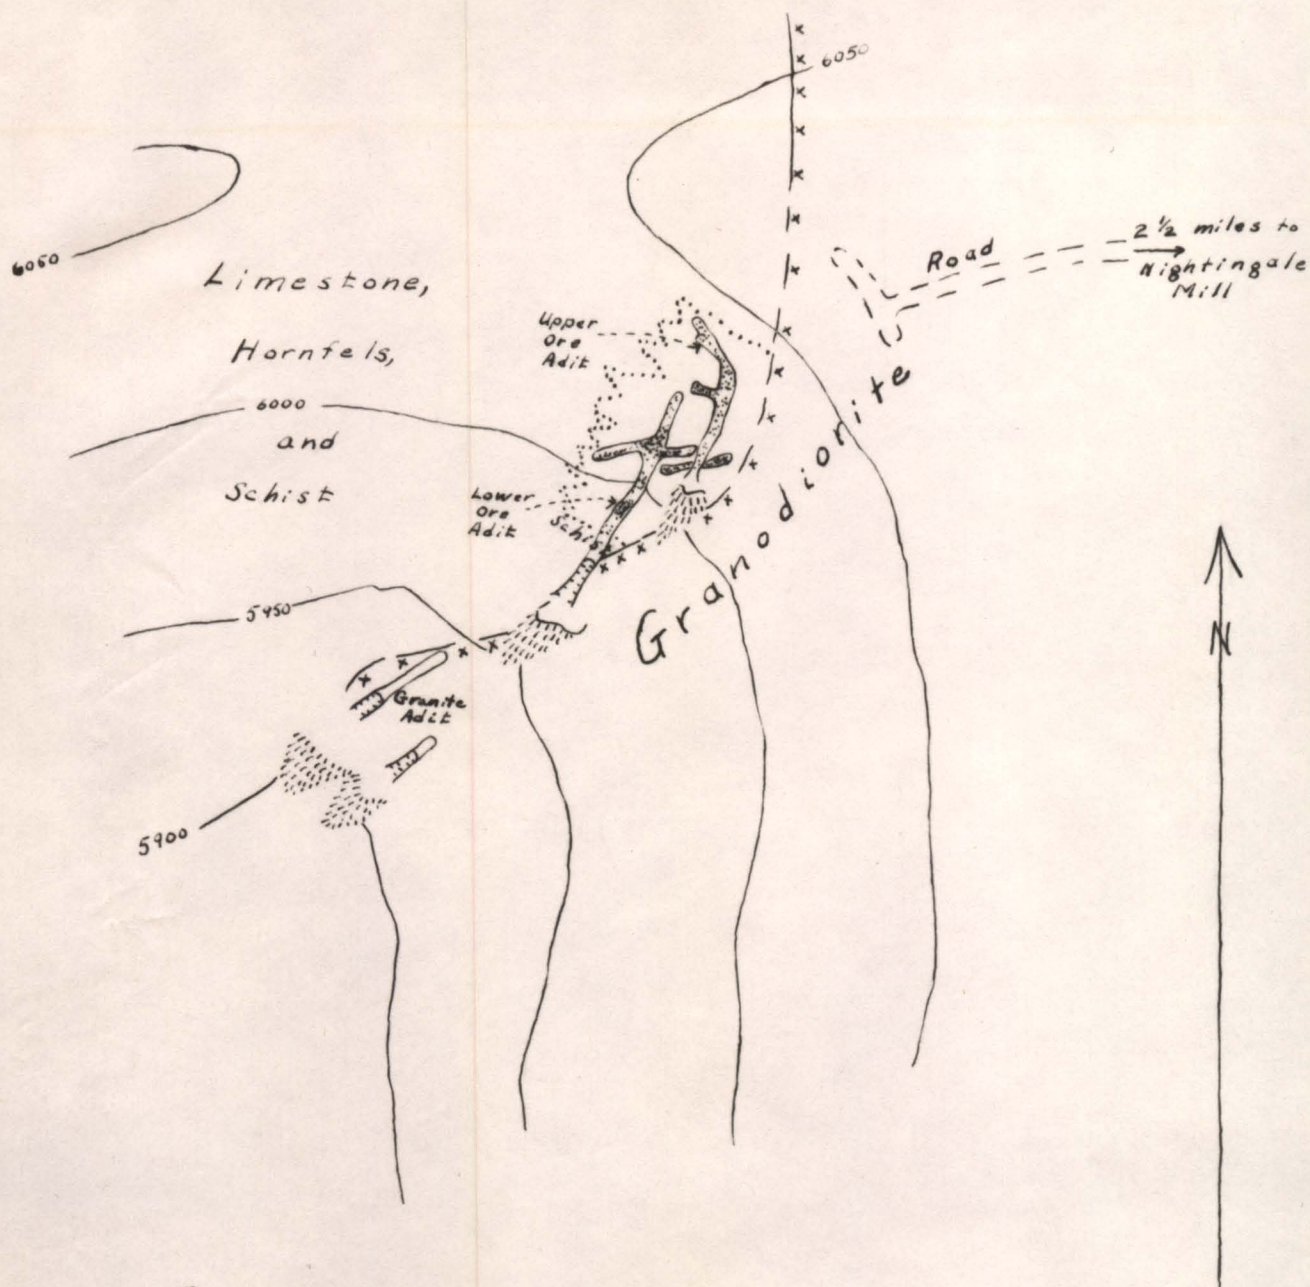 6050
2 1/2 miles to
Nightingale
Mill
Road
6050
Limestone,
Hornfels,
and
Schist
Upper
Ore
Adit
6000
Lower
Ore
Adit
Schist
Granodiorite
5950
N
Granite
Adit
5900